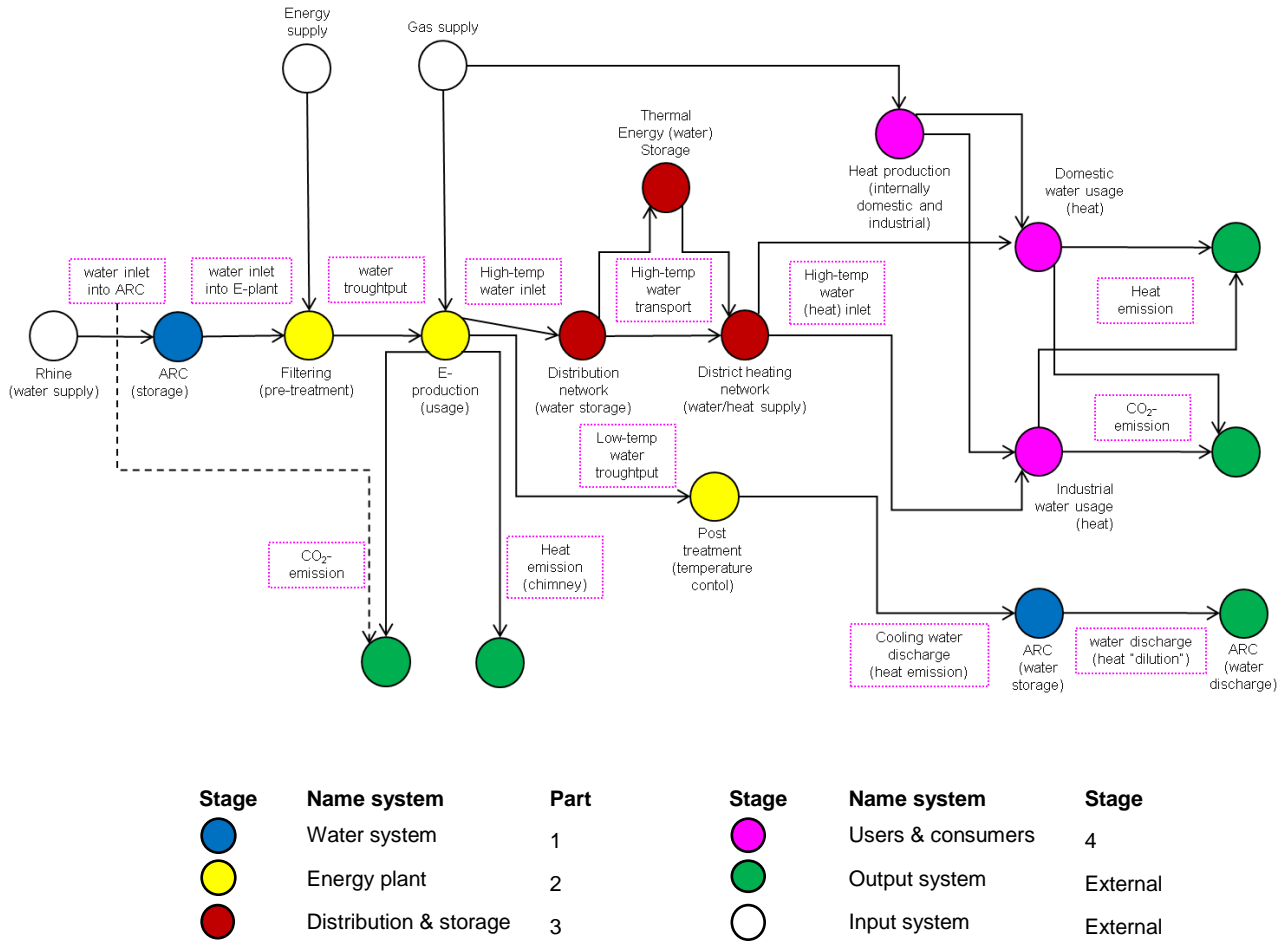 Energy
supply
Gas supply
Thermal
Energy (water)
Storage
Heat production
(internally
domestic and
industrial)
Domestic
water usage
(heat)
water inlet
into ARC
water inlet
into E-plant
water
troughtput
High-temp
water inlet
High-temp
water
transport
High-temp
water
(heat) inlet
Heat
emission
Rhine
(water supply)
ARC
(storage)
Filtering
(pre-treatment)
E-
production
(usage)
Distribution
network
(water storage)
District heating
network
(water/heat supply)
CO₂-
emission
Low-temp
water
troughtput
Industrial
water usage
(heat)
Post
treatment
(temperature
contol)
CO₂-
emission
Heat
emission
(chimney)
Cooling water
discharge
(heat emission)
ARC
(water
storage)
water discharge
(heat "dilution")
ARC
(water
discharge)
Stage Name system Part Stage Name system Stage
Water system 1 Users & consumers 4
Energy plant 2 Output system External
Distribution & storage 3 Input system External